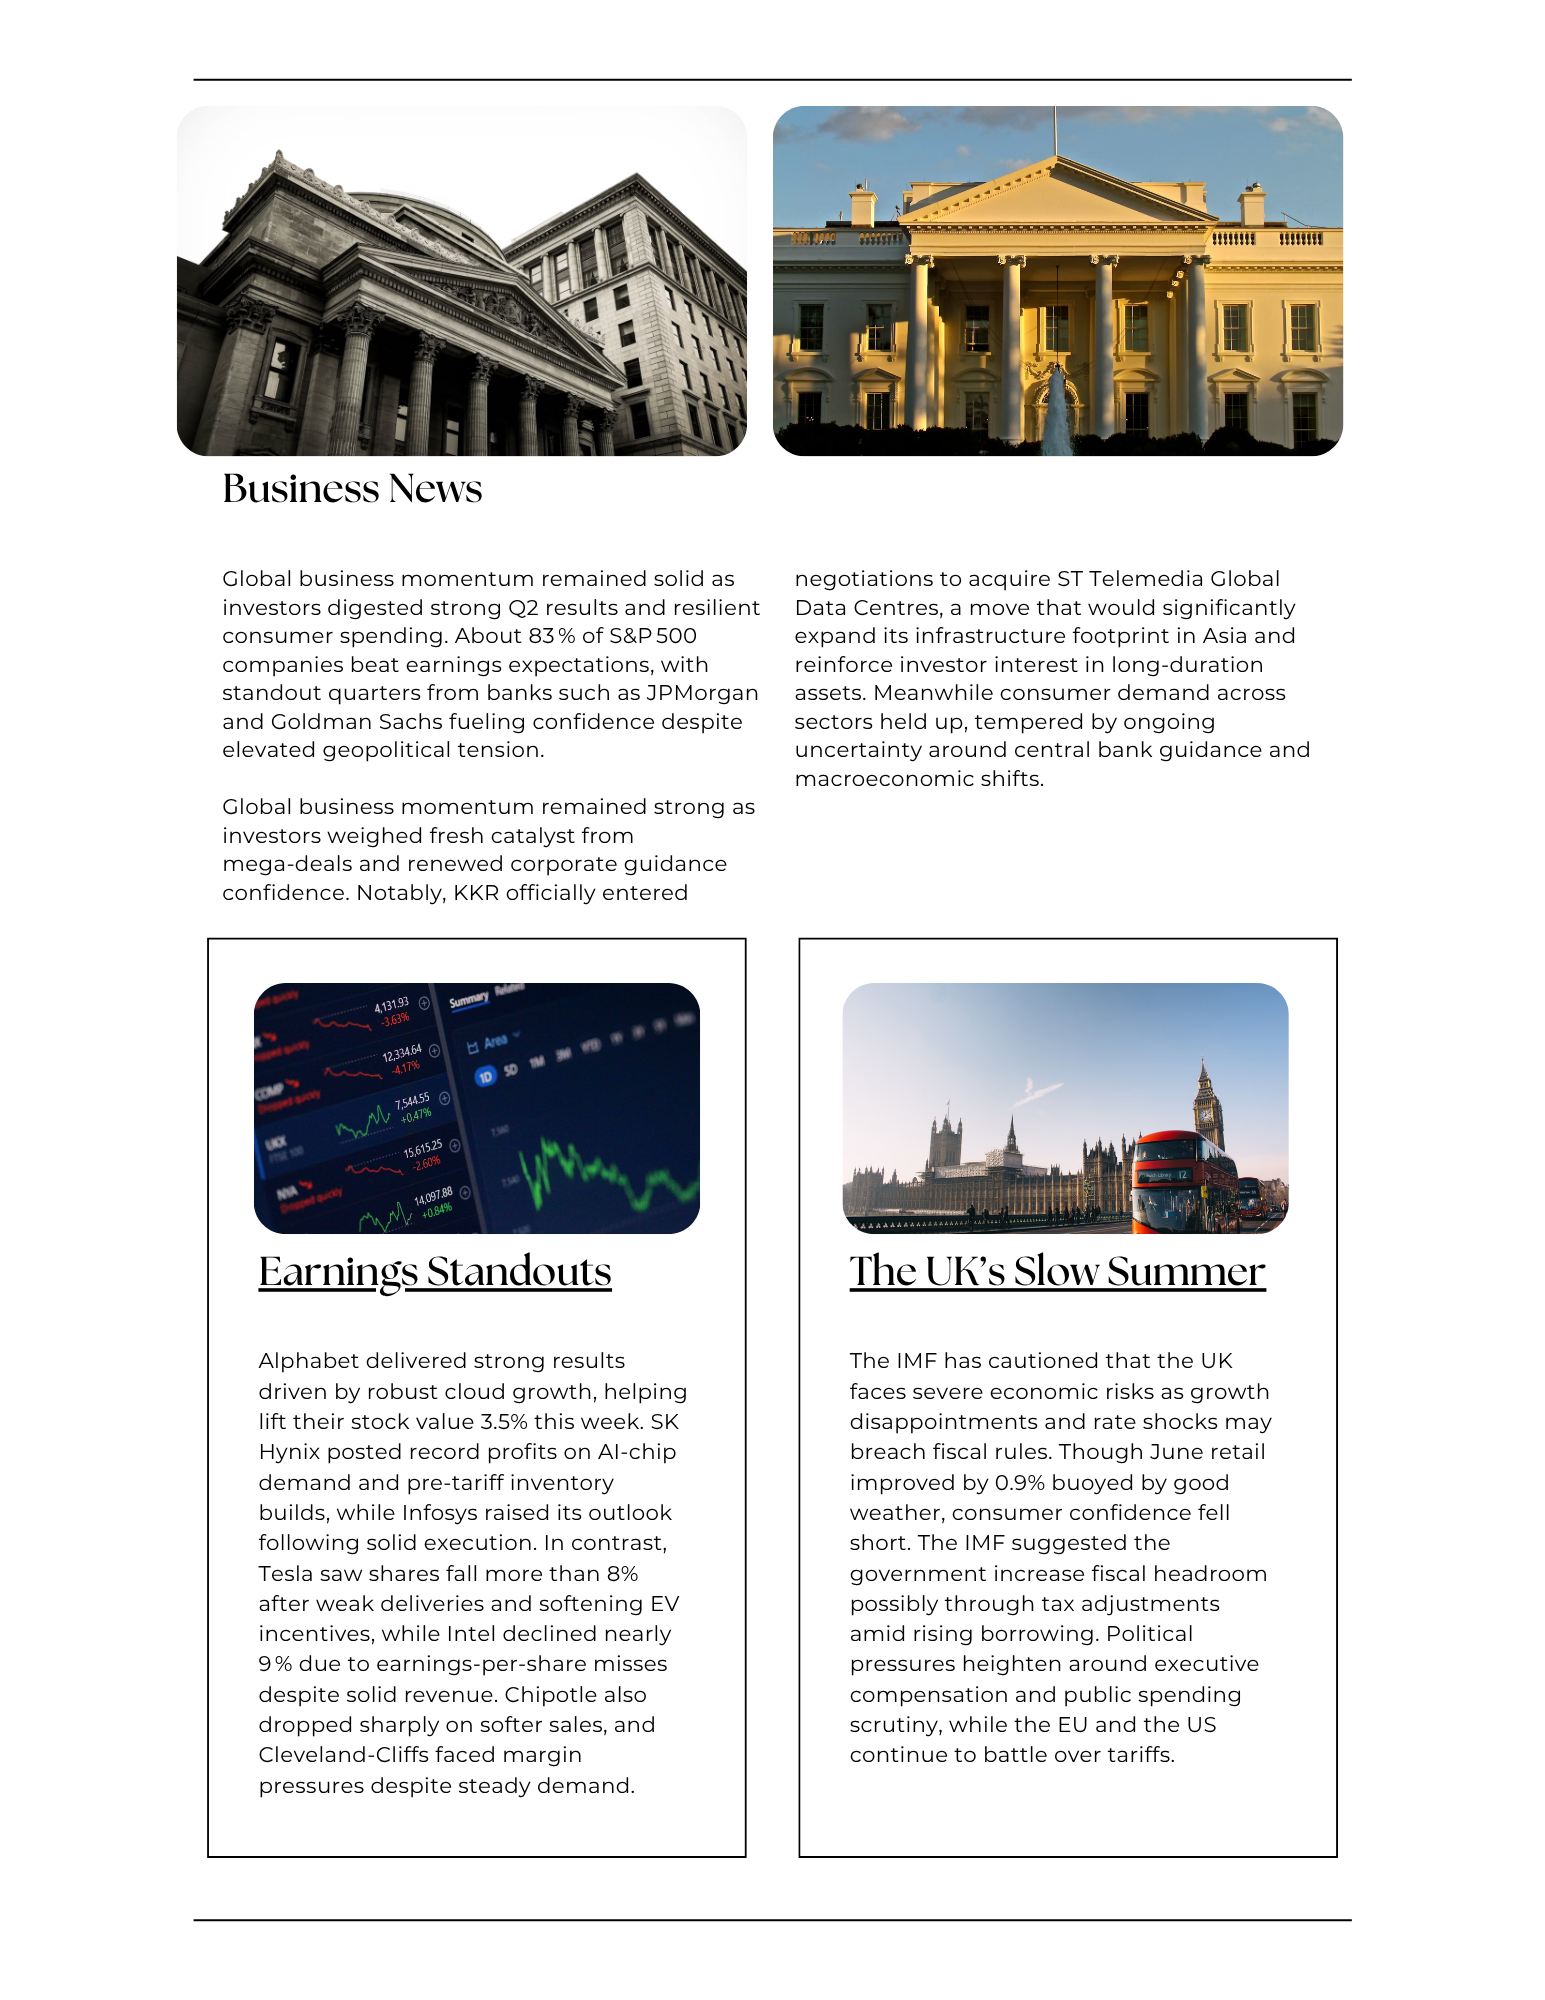 Business News
Global business momentum remained solid as
investors digested strong Q2 results and resilient
consumer spending. About 83 % of S&P 500
companies beat earnings expectations, with
standout quarters from banks such as JPMorgan
and Goldman Sachs fueling confidence despite
elevated geopolitical tension.
Global business momentum remained strong as
investors weighed fresh catalyst from
mega-deals and renewed corporate guidance
confidence. Notably, KKR officially entered
negotiations to acquire ST Telemedia Global
Data Centres, a move that would significantly
expand its infrastructure footprint in Asia and
reinforce investor interest in long-duration
assets. Meanwhile consumer demand across
sectors held up, tempered by ongoing
uncertainty around central bank guidance and
macroeconomic shifts.
4,131.93
-3.63%
Dropped quickly
12,334.64
-4.17%
COMP
Dropped quickly
7,544.55
+0.47%
UKX
FTSE 100
15,615.25
-2.60%
NYA
Dropped quickly
14,097.88
+0.84%
Summary Related
Area
1D 5D 1M YTD
Earnings Standouts
Alphabet delivered strong results
driven by robust cloud growth, helping
lift their stock value 3.5% this week. SK
Hynix posted record profits on AI-chip
demand and pre-tariff inventory
builds, while Infosys raised its outlook
following solid execution. In contrast,
Tesla saw shares fall more than 8%
after weak deliveries and softening EV
incentives, while Intel declined nearly
9 % due to earnings-per-share misses
despite solid revenue. Chipotle also
dropped sharply on softer sales, and
Cleveland-Cliffs faced margin
pressures despite steady demand.
12
The UK’s Slow Summer
The IMF has cautioned that the UK
faces severe economic risks as growth
disappointments and rate shocks may
breach fiscal rules. Though June retail
improved by 0.9% buoyed by good
weather, consumer confidence fell
short. The IMF suggested the
government increase fiscal headroom
possibly through tax adjustments
amid rising borrowing. Political
pressures heighten around executive
compensation and public spending
scrutiny, while the EU and the US
continue to battle over tariffs.